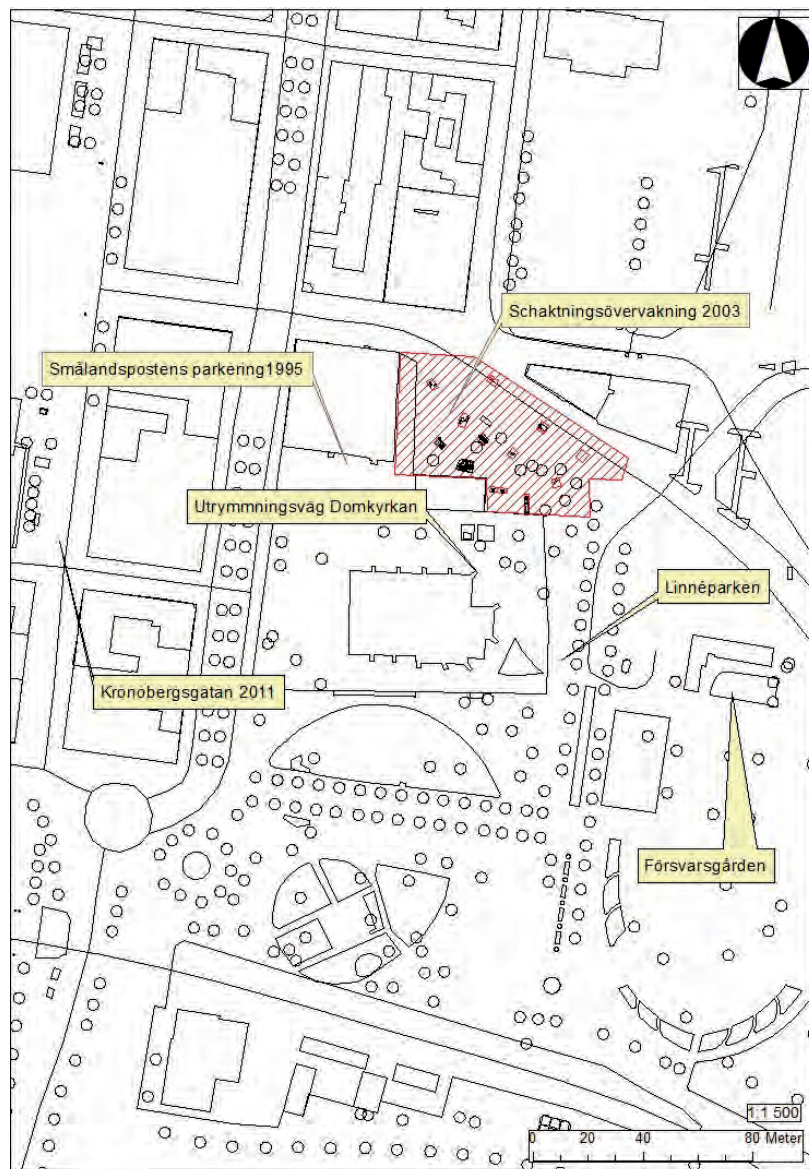 Schaktningsövervakning 2003
Smålandspostens parkering1995
Utrymmningsväg Domkyrkan
Linnéparken
Kronobergsgatan 2011
Försvarsgården
1:1 500
0 20 40 80 Meter